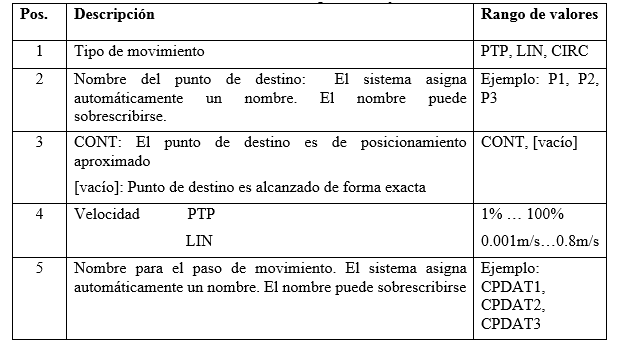 Pos. Descripción Rango de valores
1 Tipo de movimiento PTP, LIN, CIRC
2 Nombre del punto de destino: El sistema asigna Ejemplo: P1, P2,
automáticamente un nombre. El nombre puede P3
sobrescribirse.
3 CONT: El punto de destino es de posicionamiento CONT, [vacío]
aproximado
[vacío]: Punto de destino es alcanzado de forma exacta
4 Velocidad PTP 1% … 100%
LIN 0.001m/s…0.8m/s
5 Nombre para el paso de movimiento. El sistema asigna Ejemplo:
automáticamente un nombre. El nombre puede sobrescribirse CPDAT1,
CPDAT2,
CPDAT3